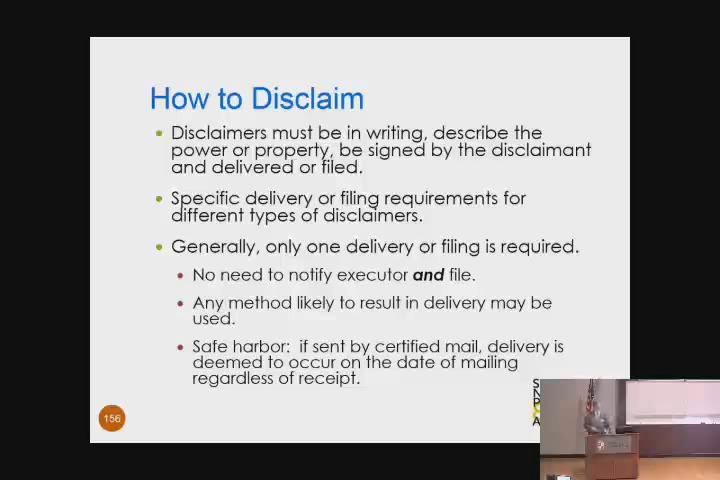 How to Disclaim
Disclaimers must be in writing, describe the
power or property, be signed by the disclaimant
and delivered or filed.
Specific delivery or filing requirements for
different types of disclaimers.
Generally, only one delivery or filing is required.
No need to notify executor and file.
Any method likely to result in delivery may be
used.
Safe harbor: if sent by certified mail, delivery is
deemed to occur on the date of mailing
regardless of receipt.
156